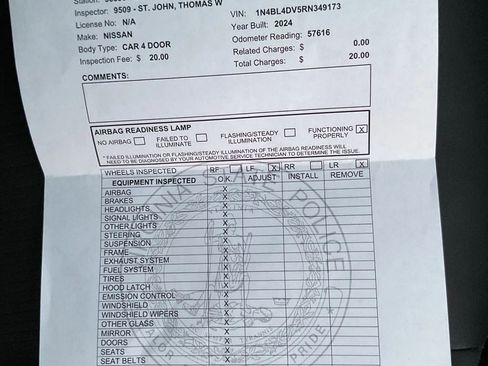 Inspector: 9509 - ST. JOHN, THOMAS W
License No: N/A
VIN: 1N4BL4DV5RN349173
Make: NISSAN
Year Built: 2024
Body Type: CAR 4 DOOR
Odometer Reading: 57616
Inspection Fee: $ 20.00
Related Charges: $ 0.00
Total Charges: $ 20.00
COMMENTS:
AIRBAG READINESS LAMP
NO AIRBAG FAILED TO ILLUMINATE FLASHING/STEADY ILLUMINATION FUNCTIONING PROPERLY X
* FAILED ILLUMINATION OR FLASHING/STEADY ILLUMINATION OF THE AIRBAG READINESS WILL
NEED TO BE DIAGNOSED BY YOUR AUTOMOTIVE SERVICE TECHNICIAN TO DETERMINE THE ISSUE.
WHEELS INSPECTED RF LF X RR LR X
EQUIPMENT INSPECTED O.K. ADJUST INSTALL REMOVE
AIRBAG X
BRAKES X
HEADLIGHTS X
SIGNAL LIGHTS X
OTHER LIGHTS X
STEERING X
SUSPENSION X
FRAME X
EXHAUST SYSTEM X
FUEL SYSTEM X
TIRES X
HOOD LATCH X
EMISSION CONTROL X
WINDSHIELD X
WINDSHIELD WIPERS X
OTHER GLASS X
MIRROR X
DOORS X
SEATS X
SEAT BELTS X
POLICE
VALOR
PRIDE